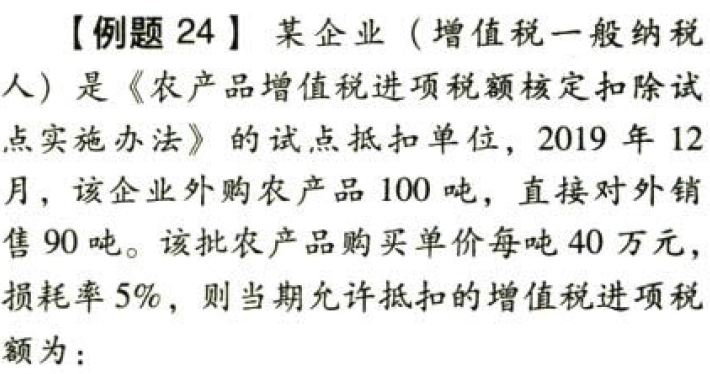 【例题 24】 某企业（增值税一般纳税
人）是《农产品增值税进项税额核定扣除试
点实施办法》的试点抵扣单位，2019 年 12
月，该企业外购农产品 100 吨，直接对外销
售 90 吨。该批农产品购买单价每吨 40 万元，
损耗率 5%，则当期允许抵扣的增值税进项税
额为：